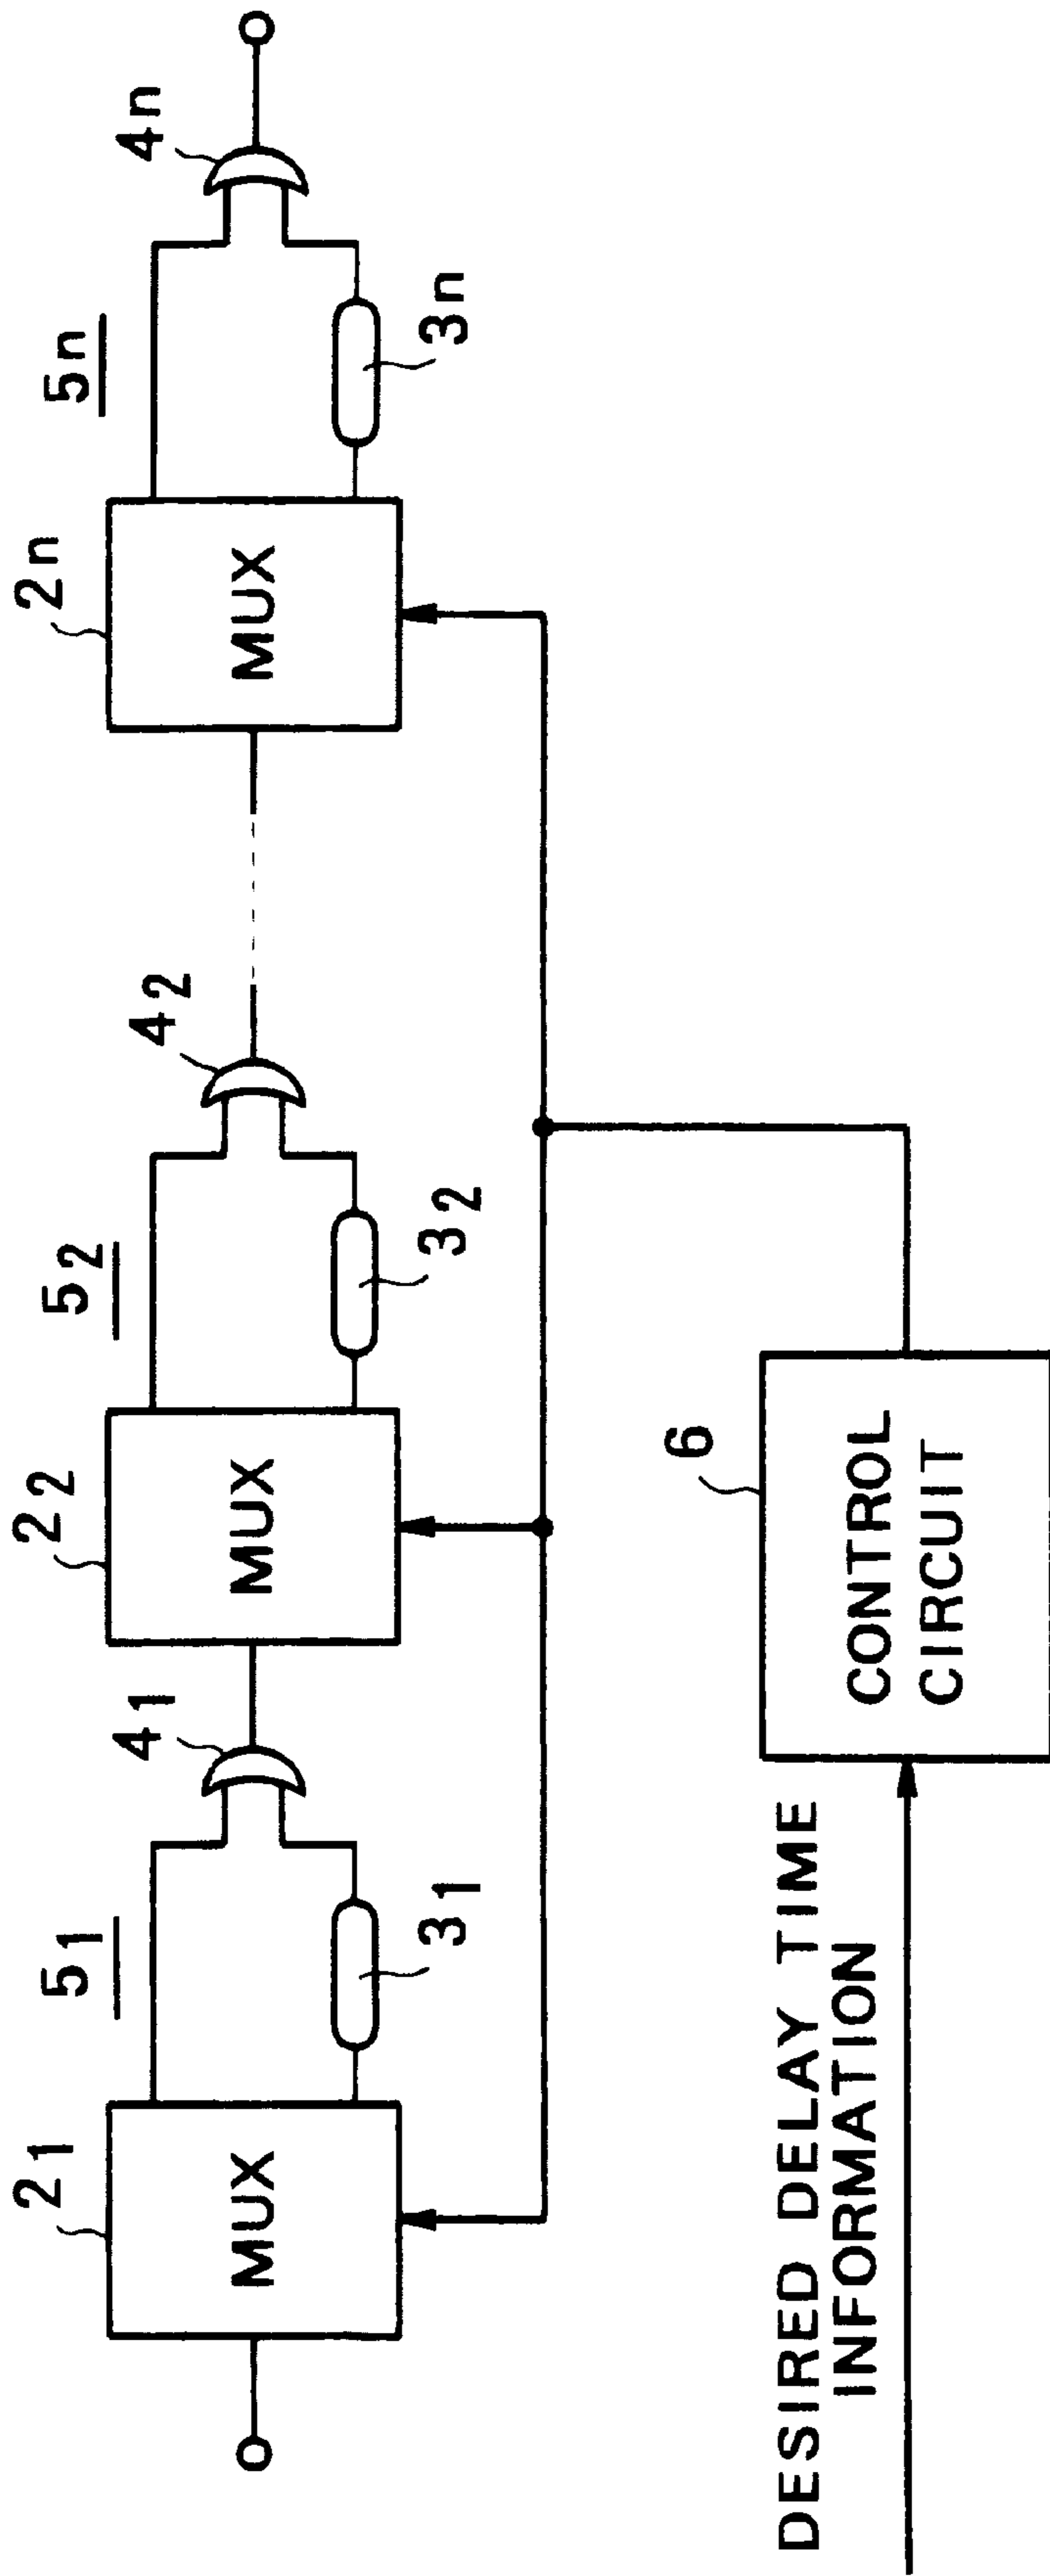 2₁
MUX
5₁
3₁
4₁
2₂
MUX
5₂
3₂
4₂
2n
MUX
5n
3n
4n
6
CONTROL
CIRCUIT
DESIRED DELAY TIME
INFORMATION